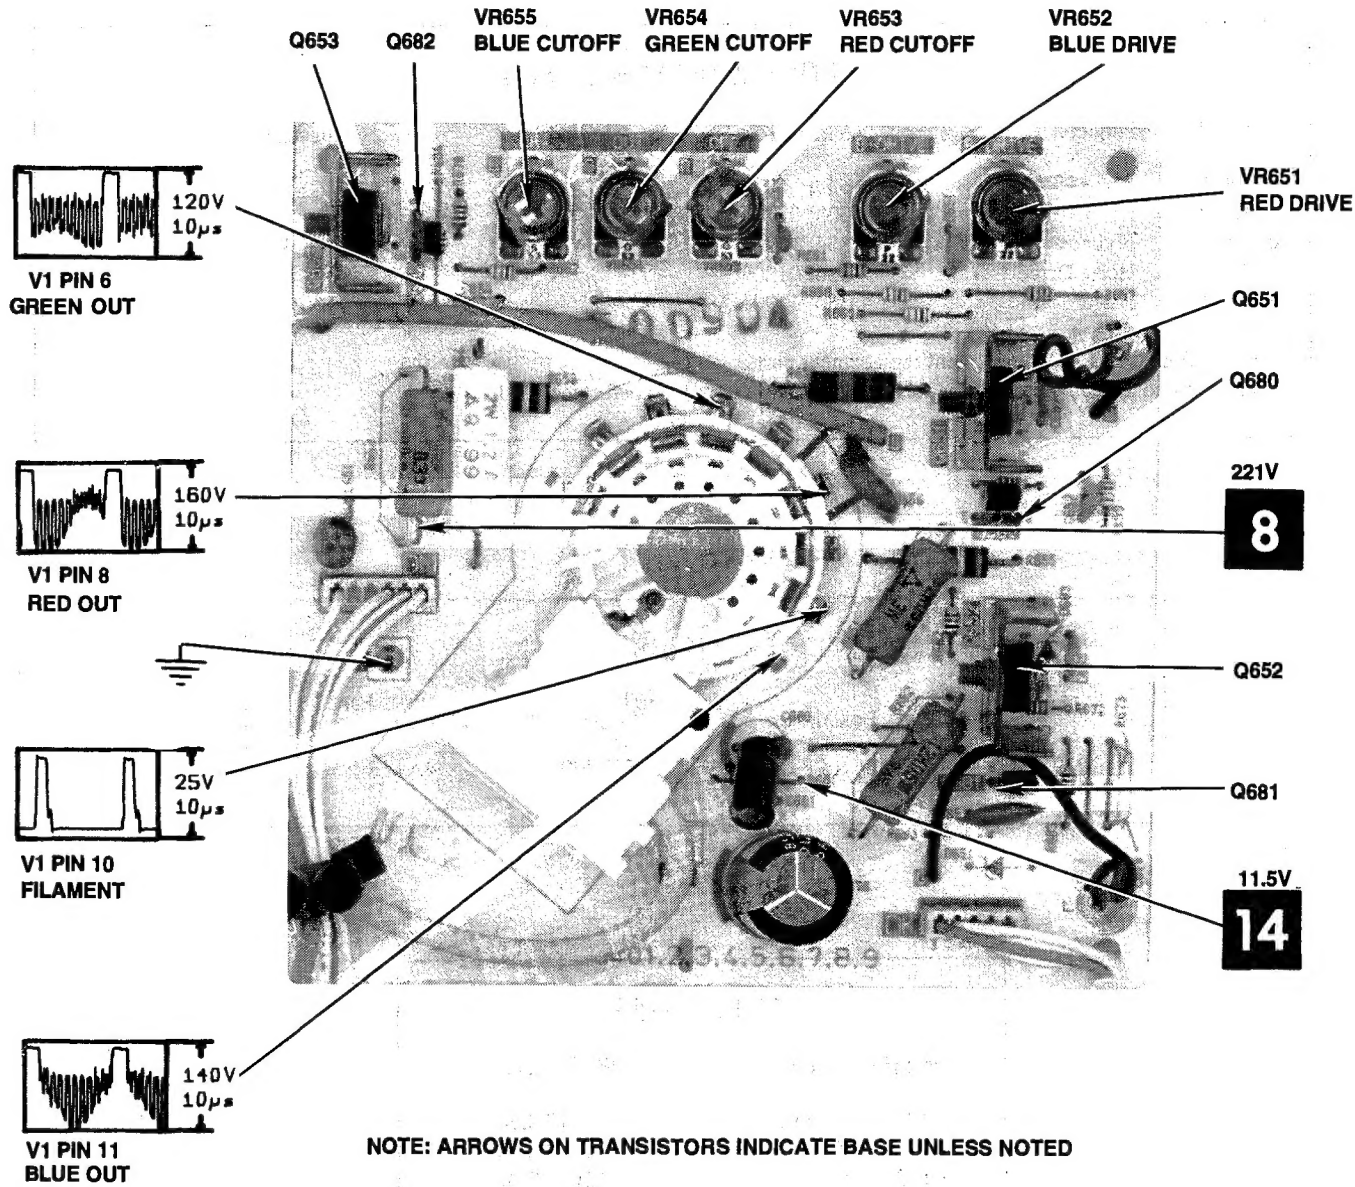 Q653
Q682
VR655
BLUE CUTOFF
VR654
GREEN CUTOFF
VR653
RED CUTOFF
VR652
BLUE DRIVE
VR651
RED DRIVE
120V
10µs
V1 PIN 6
GREEN OUT
Q651
Q680
160V
10µs
V1 PIN 8
RED OUT
221V
8
Q652
25V
10µs
V1 PIN 10
FILAMENT
Q681
11.5V
14
140V
10µs
V1 PIN 11
BLUE OUT
NOTE: ARROWS ON TRANSISTORS INDICATE BASE UNLESS NOTED